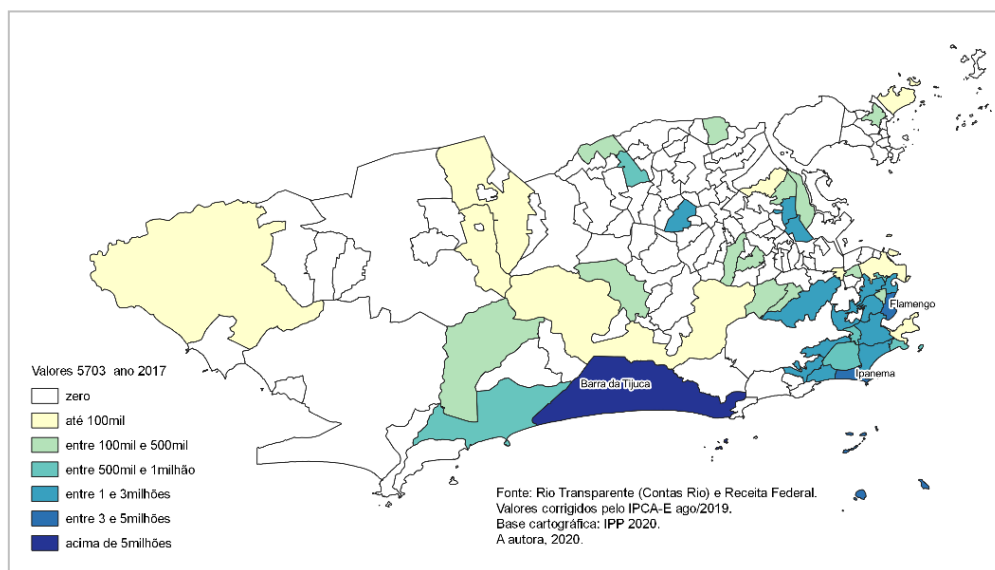 Flamengo
Ipanema
Barra da Tijuca
Valores 5703 ano 2017
zero
até 100mil
entre 100mil e 500mil
entre 500mil e 1milhão
entre 1 e 3milhões
entre 3 e 5milhões
acima de 5milhões
Fonte: Rio Transparente (Contas Rio) e Receita Federal.
Valores corrigidos pelo IPCA-E ago/2019.
Base cartográfica: IPP 2020.
A autora, 2020.